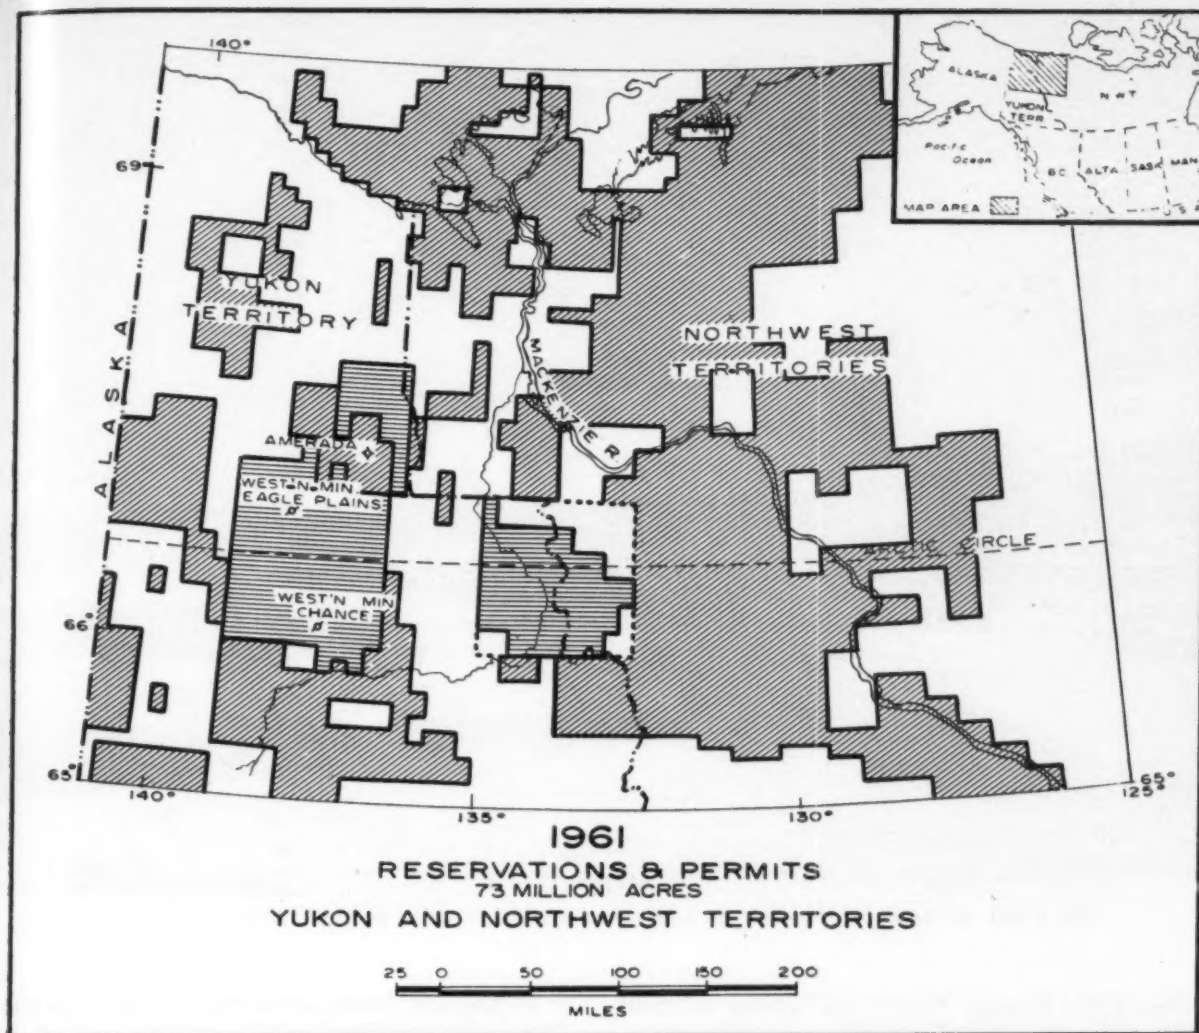 140°
ALASKA
YUKON
TERR
N W T
Pacific
Ocean
BC
ALTA
SASK
MAN
MAP AREA
U S A
69°
YUKON
TERRITORY
ALASKA
MACKENZIE R.
NORTHWEST
TERRITORIES
AMERADA
WEST'N MIN
EAGLE PLAINS
ARCTIC CIRCLE
WEST'N MIN
CHANCE
66°
65°
140°
135°
130°
65°
125°
1961
RESERVATIONS & PERMITS
73 MILLION ACRES
YUKON AND NORTHWEST TERRITORIES
25 0 50 100 150 200
MILES